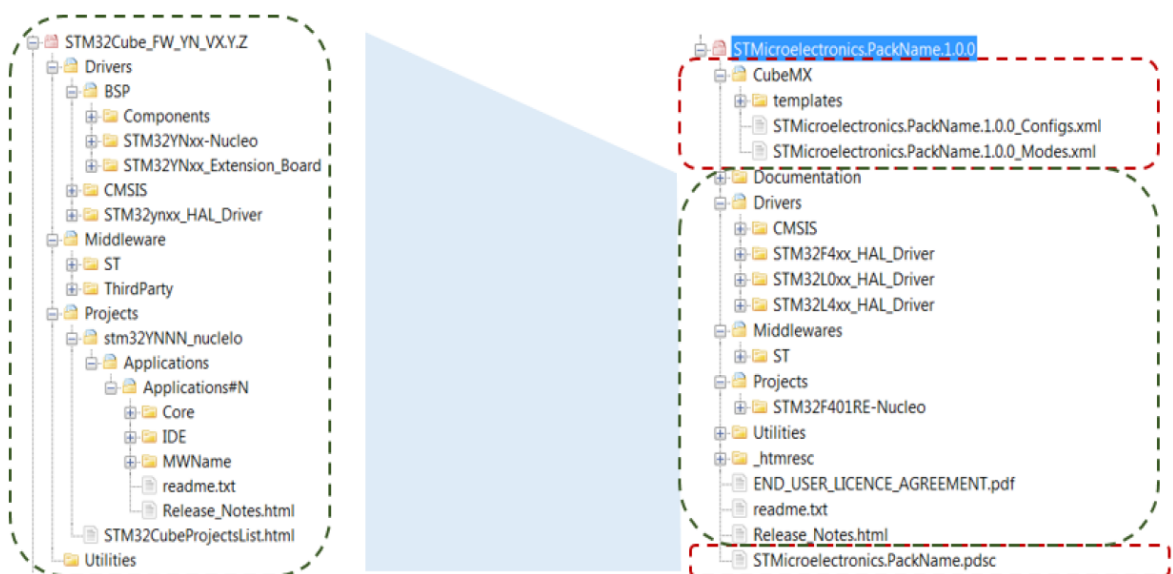 STM32Cube_FW_YN_VX.Y.Z
Drivers
BSP
Components
STM32YNxx-Nucleo
STM32YNxx_Extension_Board
CMSIS
STM32ynxx_HAL_Driver
Middleware
ST
ThirdParty
Projects
stm32YNNN_nuclelo
Applications
Applications#N
Core
IDE
MWName
readme.txt
Release_Notes.html
STM32CubeProjectsList.html
Utilities
STMicroelectronics.PackName.1.0.0
CubeMX
templates
STMicroelectronics.PackName.1.0.0_Configs.xml
STMicroelectronics.PackName.1.0.0_Modes.xml
Documentation
Drivers
CMSIS
STM32F4xx_HAL_Driver
STM32L0xx_HAL_Driver
STM32L4xx_HAL_Driver
Middlewares
ST
Projects
STM32F401RE-Nucleo
Utilities
_htmresc
END_USER_LICENCE_AGREEMENT.pdf
readme.txt
Release_Notes.html
STMicroelectronics.PackName.pdsc